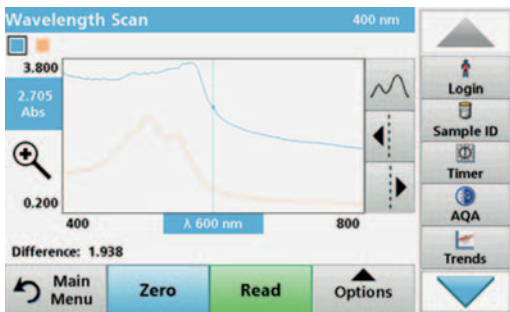 Wavelength Scan
400 nm
3.800
2.705
Abs
0.200
400
λ 600 nm
800
Difference: 1.938
Main
Menu
Zero
Read
Options
Login
Sample ID
Timer
AQA
Trends